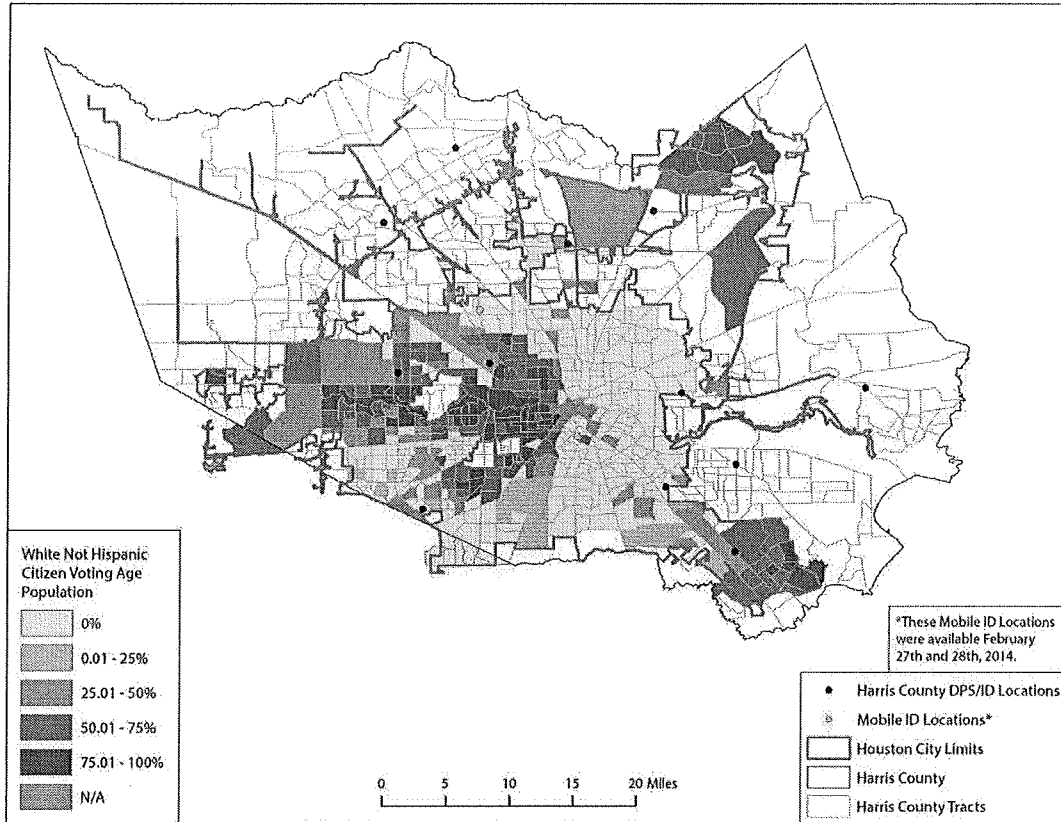 White Not Hispanic
Citizen Voting Age
Population
0%
0.01 - 25%
25.01 - 50%
50.01 - 75%
75.01 - 100%
N/A
0 5 10 15 20 Miles
*These Mobile ID Locations
were available February
27th and 28th, 2014.
Harris County DPS/ID Locations
Mobile ID Locations*
Houston City Limits
Harris County
Harris County Tracts